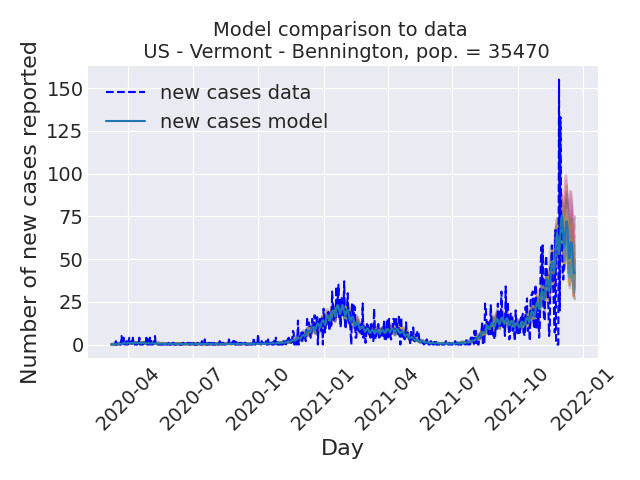 Model comparison to data
US - Vermont - Bennington, pop. = 35470
Number of new cases reported
150
125
100
75
50
25
0
new cases data
new cases model
2020-04
2020-07
2020-10
2021-01
2021-04
2021-07
2021-10
2022-01
Day